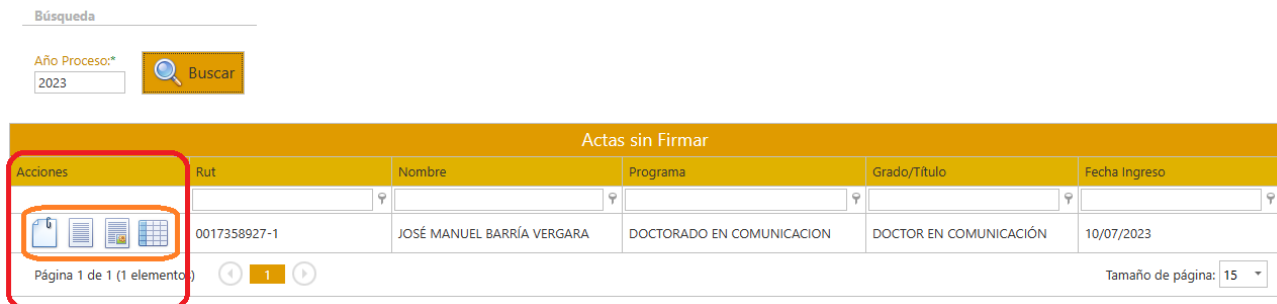 Búsqueda
Año Proceso:*
2023
Buscar
Actas sin Firmar
Acciones Rut Nombre Programa Grado/Título Fecha Ingreso
0017358927-1 JOSÉ MANUEL BARRÍA VERGARA DOCTORADO EN COMUNICACION DOCTOR EN COMUNICACIÓN 10/07/2023
Página 1 de 1 (1 elementos) 1 Tamaño de página: 15